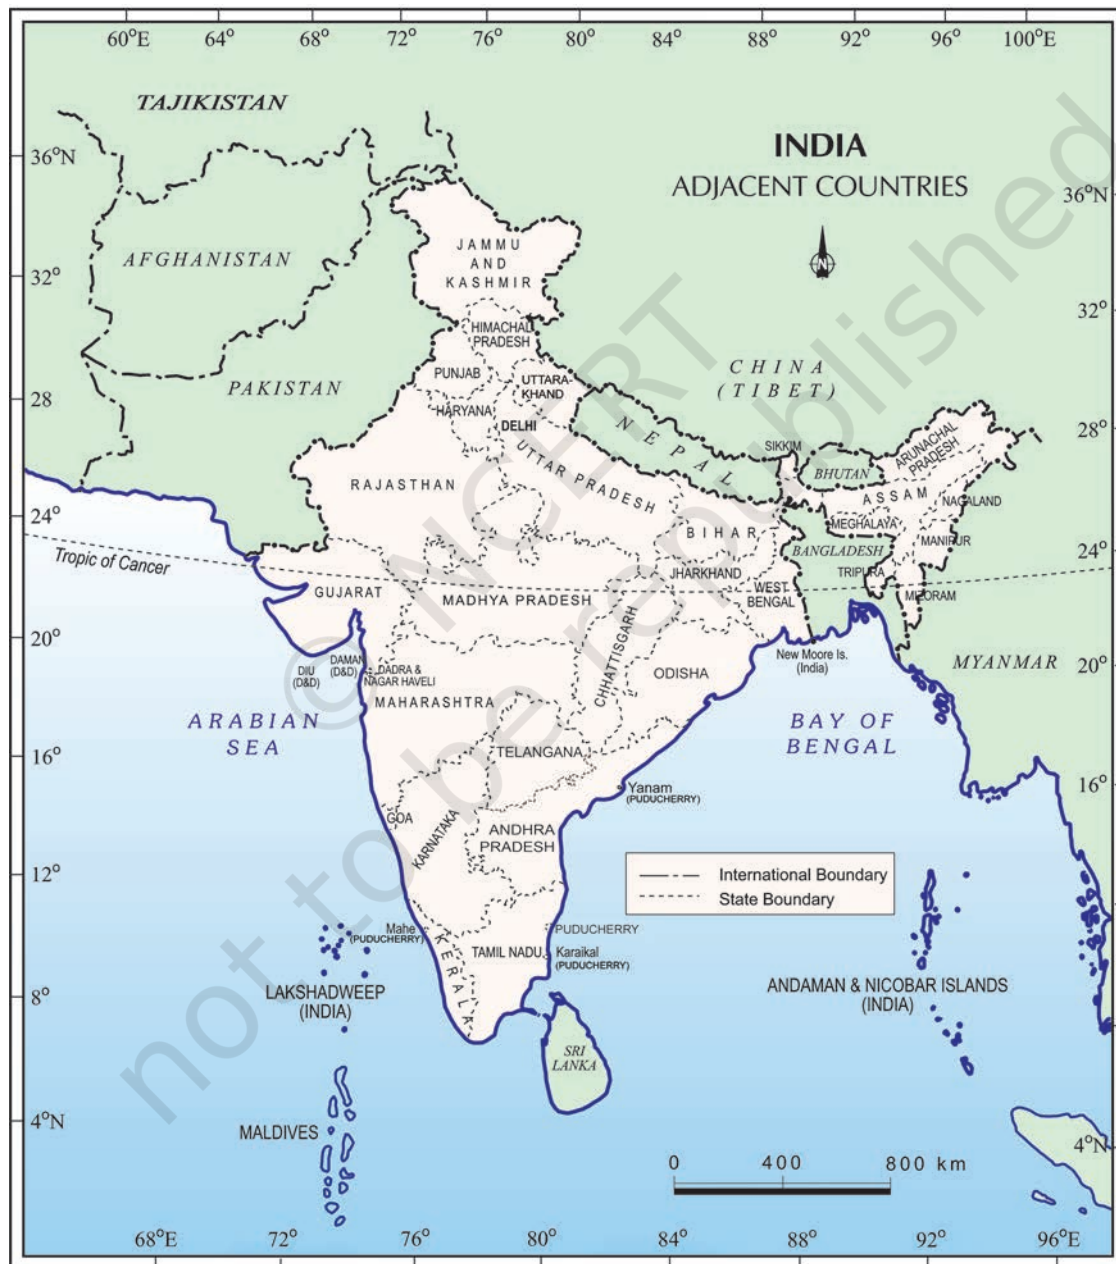 60°E 64° 68° 72° 76° 80° 84° 88° 92° 96° 100°E
TAJIKISTAN
36°N
INDIA
ADJACENT COUNTRIES
36°N
N
JAMMU
AND
KASHMIR
AFGHANISTAN
32°
32°
HIMACHAL
PRADESH
CHINA
(TIBET)
PUNJAB
UTTARA-
KHAND
PAKISTAN
28°
HARYANA
DELHI
NEPAL
28°
SIKKIM
BHUTAN
ARUNACHAL
PRADESH
RAJASTHAN
UTTAR PRADESH
ASSAM
NAGALAND
24°
BIHAR
MEGHALAYA
MANIPUR
24°
BANGLADESH
Tropic of Cancer
JHARKHAND
TRIPURA
GUJARAT
MADHYA PRADESH
WEST
BENGAL
MIZORAM
20°
New Moore Is.
(India)
MYANMAR
20°
DIU
(D&D)
DAMAN
(D&D)
DADRA &
NAGAR HAVELI
CHHATTISGARH
ODISHA
MAHARASHTRA
ARABIAN
SEA
BAY OF
BENGAL
TELANGANA
16°
16°
Yanam
(PUDUCHERRY)
GOA
KARNATAKA
ANDHRA
PRADESH
12°
International Boundary
State Boundary
12°
Mahe
(PUDUCHERRY)
KERALA
PUDUCHERRY
TAMIL NADU
Karaikal
(PUDUCHERRY)
LAKSHADWEEP
(INDIA)
ANDAMAN & NICOBAR ISLANDS
(INDIA)
8°
8°
SRI
LANKA
4°N
MALDIVES
4°N
0 400 800 km
68°E 72° 76° 80° 84° 88° 92° 96°E
© NCERT
not to be republished